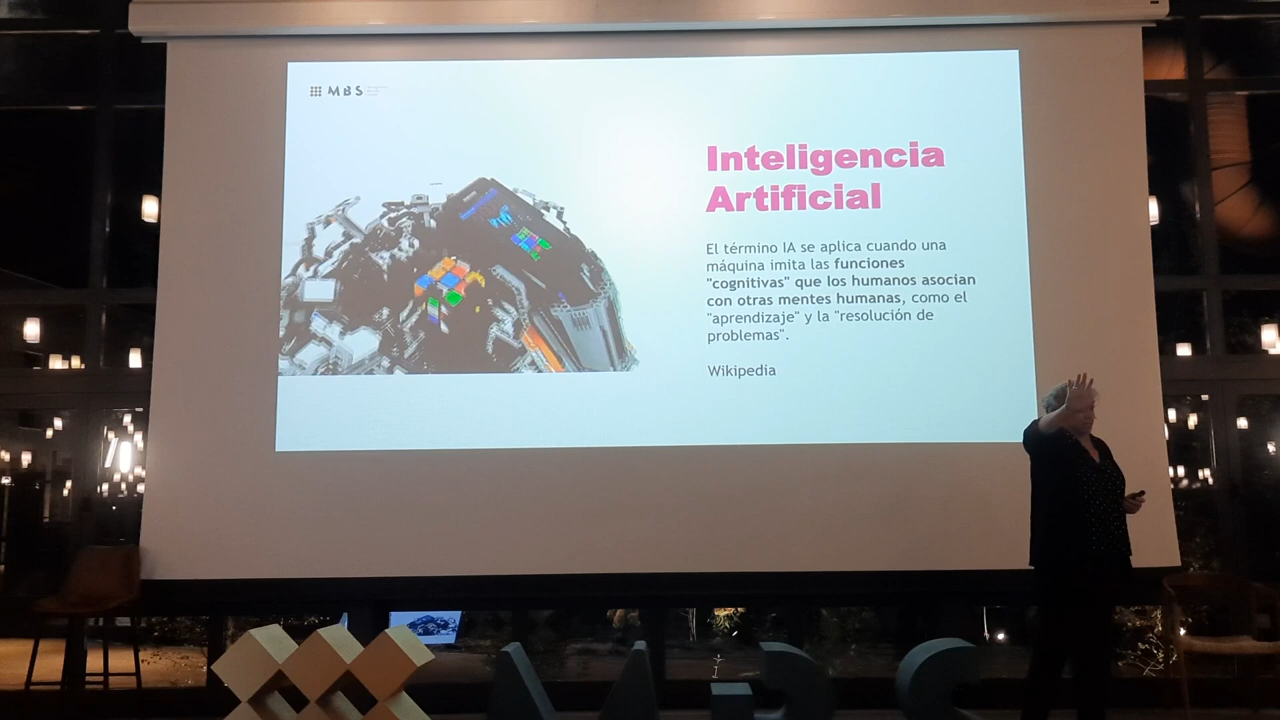 MBS
Inteligencia
Artificial
El término IA se aplica cuando una
máquina imita las funciones
"cognitivas" que los humanos asocian
con otras mentes humanas, como el
"aprendizaje" y la "resolución de
problemas".
Wikipedia